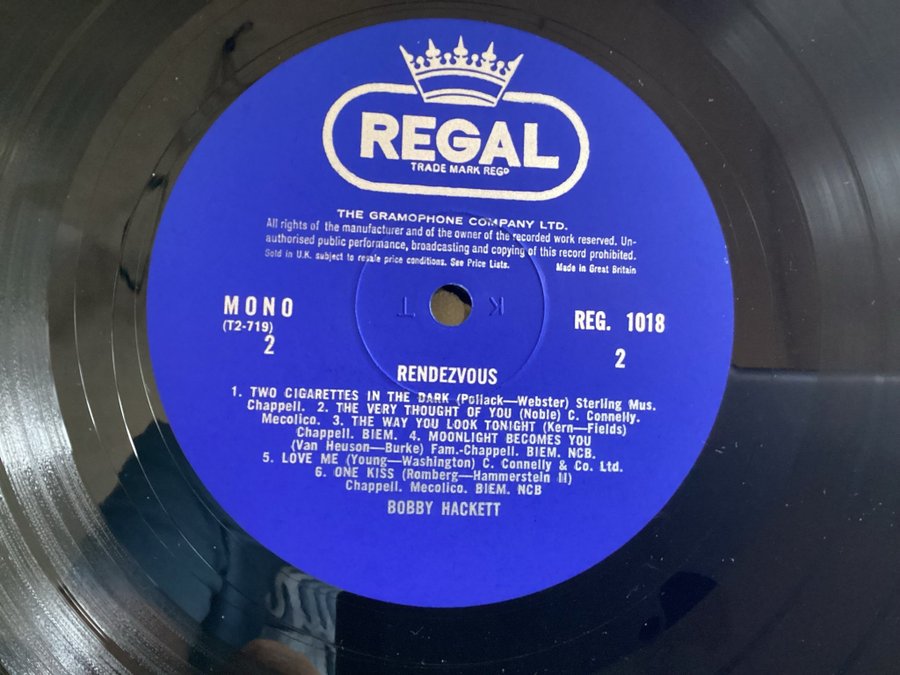 REGAL
TRADE MARK REGD
THE GRAMOPHONE COMPANY LTD.
All rights of the manufacturer and of the owner of the recorded work reserved. Un-
authorised public performance, broadcasting and copying of this record prohibited.
Sold in U.K. subject to resale price conditions. See Price Lists. Made in Great Britain
K T
MONO REG. 1018
(T2-719)
2 2
RENDEZVOUS
1. TWO CIGARETTES IN THE DARK (Pollack—Webster) Sterling Mus.
Chappell. 2. THE VERY THOUGHT OF YOU (Noble) C. Connelly.
Mecolico. 3. THE WAY YOU LOOK TONIGHT (Kern—Fields)
Chappell. BIEM. 4. MOONLIGHT BECOMES YOU
(Van Heuson—Burke) Fam.-Chappell. BIEM. NCB.
5. LOVE ME (Young—Washington) C. Connelly & Co. Ltd.
6. ONE KISS (Romberg—Hammerstein II)
Chappell. Mecolico. BIEM. NCB
BOBBY HACKETT